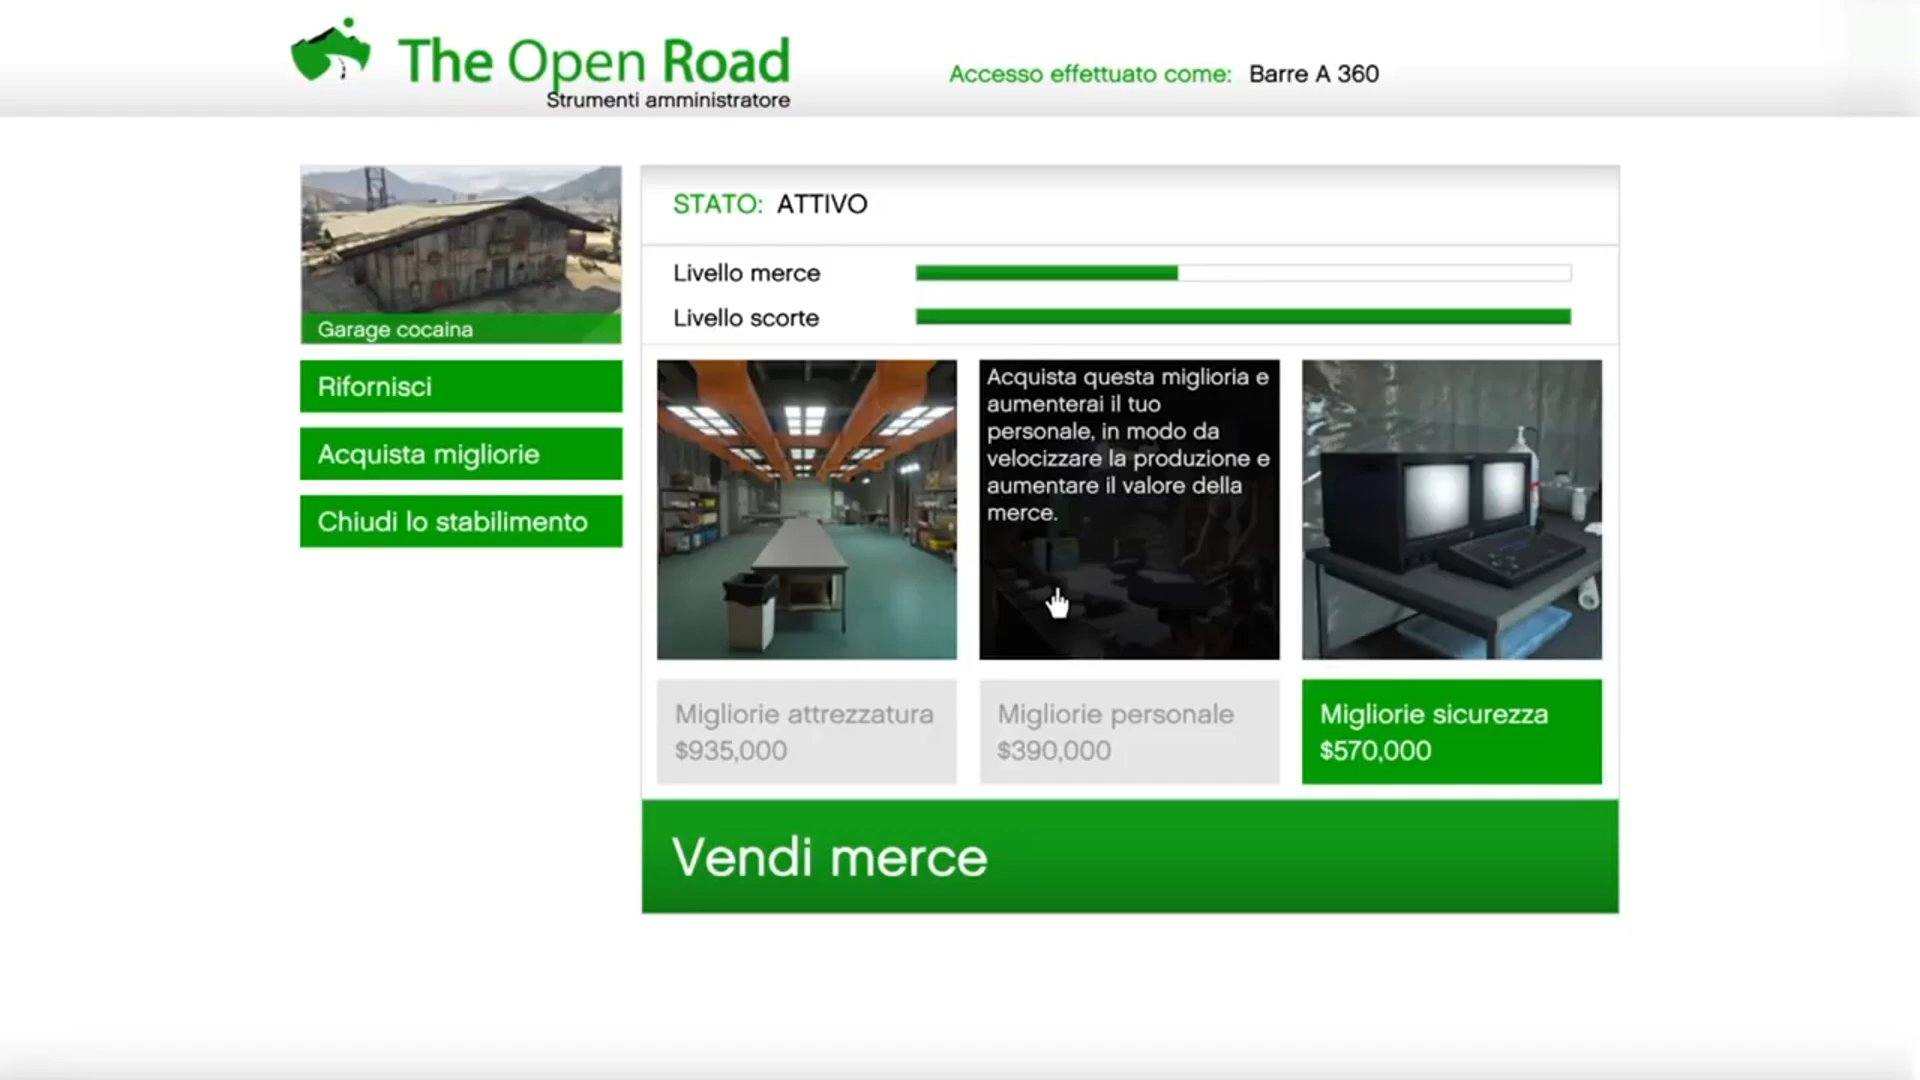 The Open Road
Strumenti amministratore
Accesso effettuato come: Barre A 360
Garage cocaina
Rifornisci
Acquista migliorie
Chiudi lo stabilimento
STATO: ATTIVO
Livello merce
Livello scorte
Acquista questa miglioria e
aumenterai il tuo
personale, in modo da
velocizzare la produzione e
aumentare il valore della
merce.
Migliorie attrezzatura
$935,000
Migliorie personale
$390,000
Migliorie sicurezza
$570,000
Vendi merce